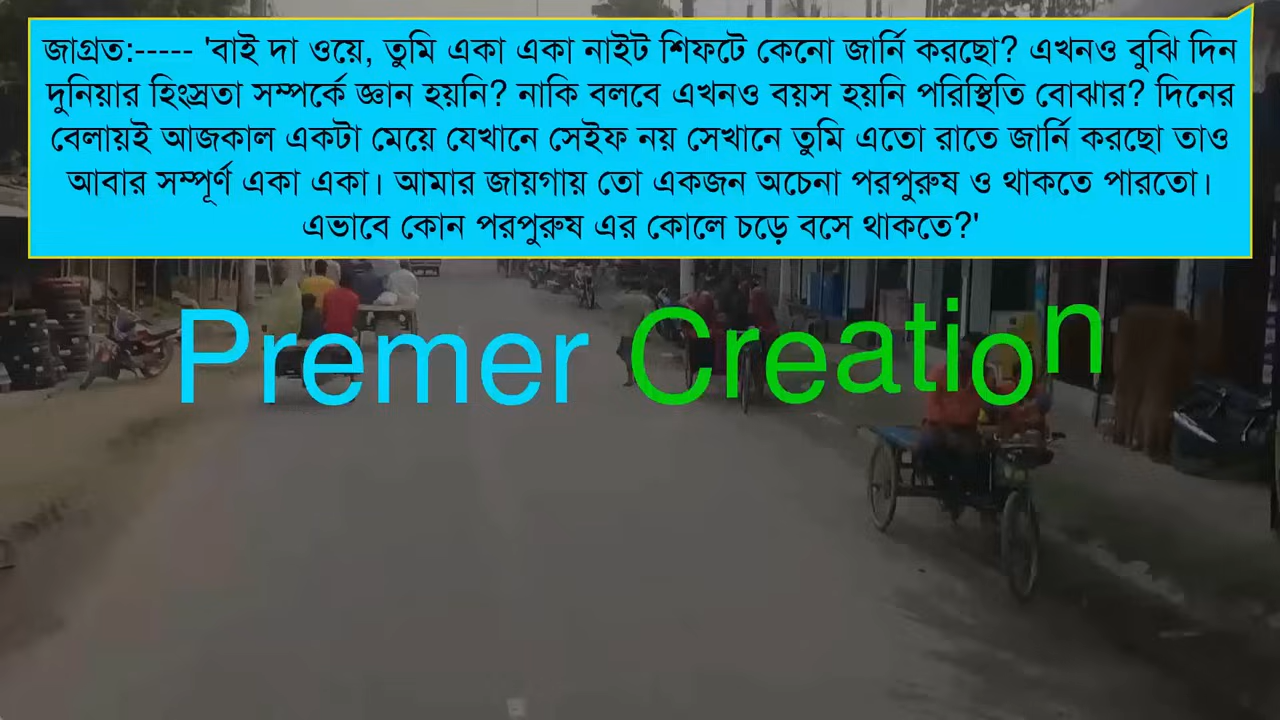 জাগ্রত:----- 'বাই দা ওয়ে, তুমি একা একা নাইট শিফটে কেনো জার্নি করছো? এখনও বুঝি দিন
দুনিয়ার হিংস্রতা সম্পর্কে জ্ঞান হয়নি? নাকি বলবে এখনও বয়স হয়নি পরিস্থিতি বোঝার? দিনের
বেলায়ই আজকাল একটা মেয়ে যেখানে সেইফ নয় সেখানে তুমি এতো রাতে জার্নি করছো তাও
আবার সম্পূর্ণ একা একা। আমার জায়গায় তো একজন অচেনা পরপুরুষ ও থাকতে পারতো।
এভাবে কোন পরপুরুষ এর কোলে চড়ে বসে থাকতে?'
Premer Creation